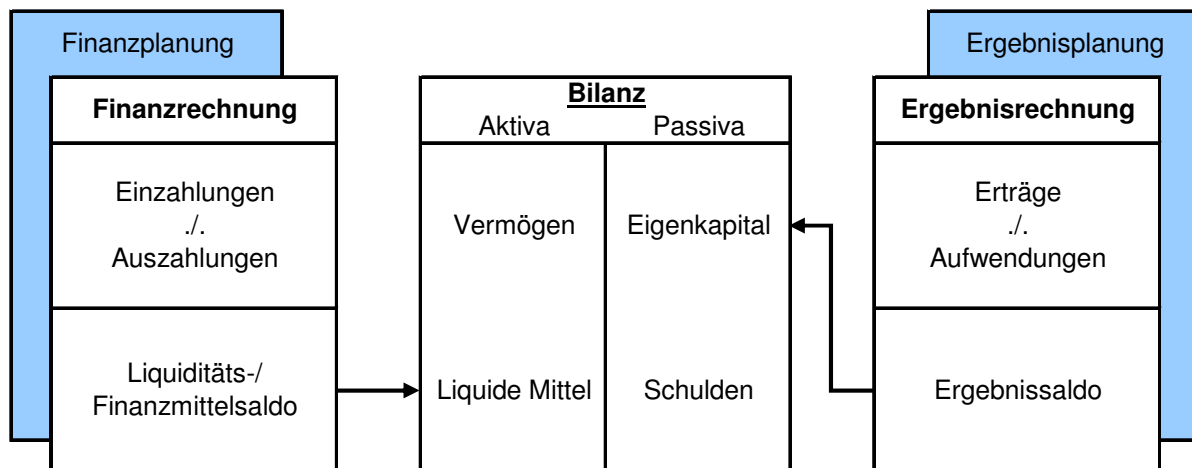 Finanzplanung
Finanzrechnung
Einzahlungen
./.
Auszahlungen
Liquiditäts-/
Finanzmittelsaldo
Bilanz
Aktiva Passiva
Vermögen Eigenkapital
Liquide Mittel Schulden
Ergebnisplanung
Ergebnisrechnung
Erträge
./.
Aufwendungen
Ergebnissaldo